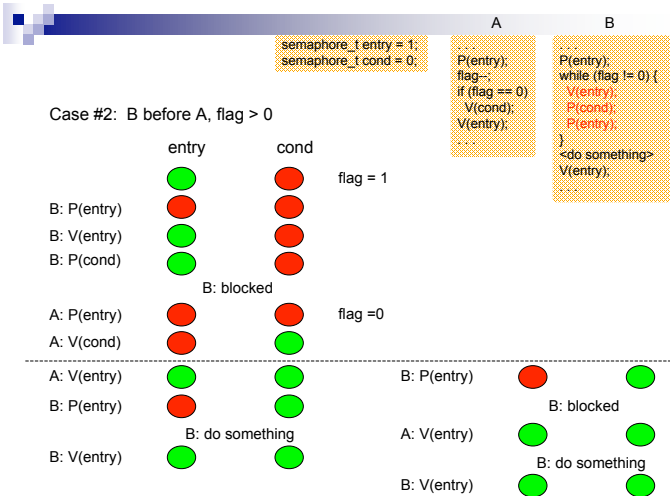 A
B
semaphore_t entry = 1;
semaphore_t cond = 0;
. . .
P(entry);
flag--;
if (flag == 0)
V(cond);
V(entry);
. . .
. . .
P(entry);
while (flag != 0) {
V(entry);
P(cond);
P(entry);
}
<do something>
V(entry);
. . .
Case #2: B before A, flag > 0
entry cond
flag = 1
B: P(entry)
B: V(entry)
B: P(cond)
B: blocked
A: P(entry) flag =0
A: V(cond)
A: V(entry)
B: P(entry)
B: do something
B: V(entry)
B: P(entry)
B: blocked
A: V(entry)
B: do something
B: V(entry)